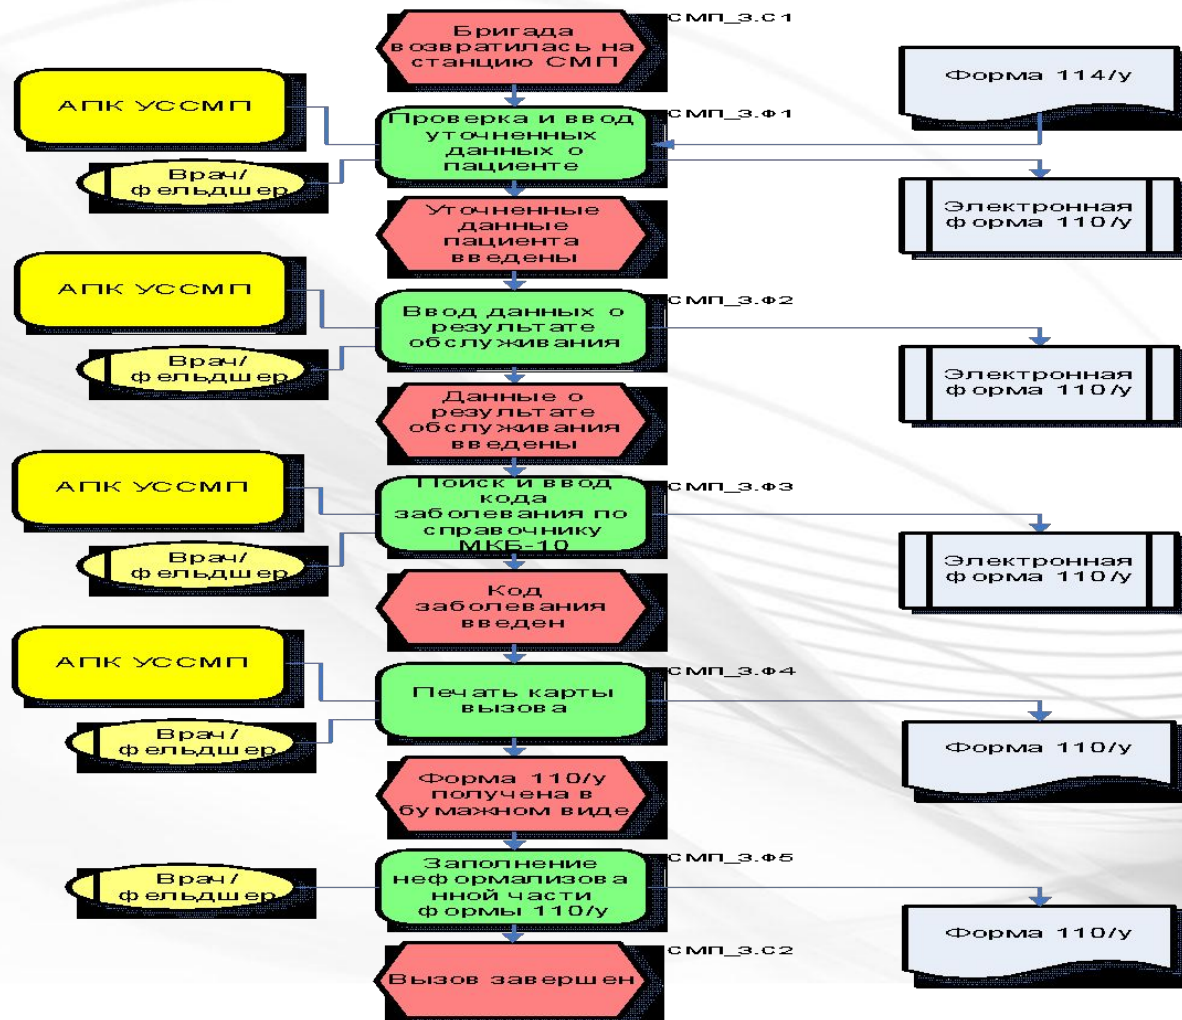 СМП_3.С1
Бригада
возвратилась на
станцию СМП
Форма 114/у
АПК УССМП
СМП_3.Ф1
Проверка и ввод
уточненных
данных о
пациенте
Врач/
фельдшер
Электронная
форма 110/у
Уточненные
данные
пациента
введены
АПК УССМП
СМП_3.Ф2
Ввод данных о
результате
обслуживания
Врач/
фельдшер
Электронная
форма 110/у
Данные о
результате
обслуживания
введены
АПК УССМП
СМП_3.Ф3
Поиск и ввод
кода
заболевания по
справочнику
МКБ-10
Врач/
фельдшер
Электронная
форма 110/у
Код
заболевания
введен
АПК УССМП
СМП_3.Ф4
Печать карты
вызова
Врач/
фельдшер
Форма 110/у
Форма 110/у
получена в
бумажном виде
СМП_3.Ф5
Заполнение
неформализова
нной части
формы 110/у
Врач/
фельдшер
Форма 110/у
СМП_3.С2
Вызов завершен